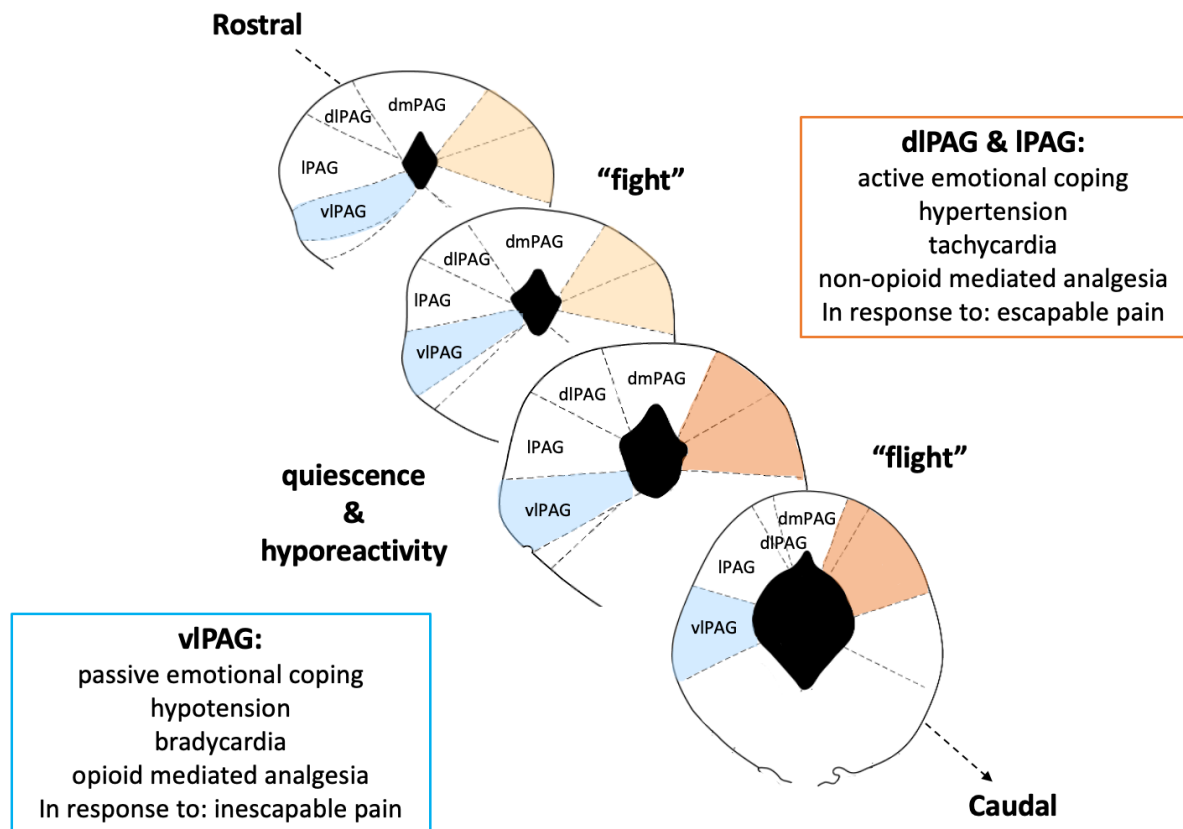 Rostral
dmPAG
dlPAG
lPAG
vlPAG
"fight"
dlPAG & lPAG:
active emotional coping
hypertension
tachycardia
non-opioid mediated analgesia
In response to: escapable pain
dmPAG
dlPAG
lPAG
vlPAG
dmPAG
dlPAG
lPAG
vlPAG
"flight"
quiescence
&
hyporeactivity
dmPAG
dlPAG
lPAG
vlPAG
vlPAG:
passive emotional coping
hypotension
bradycardia
opioid mediated analgesia
In response to: inescapable pain
Caudal